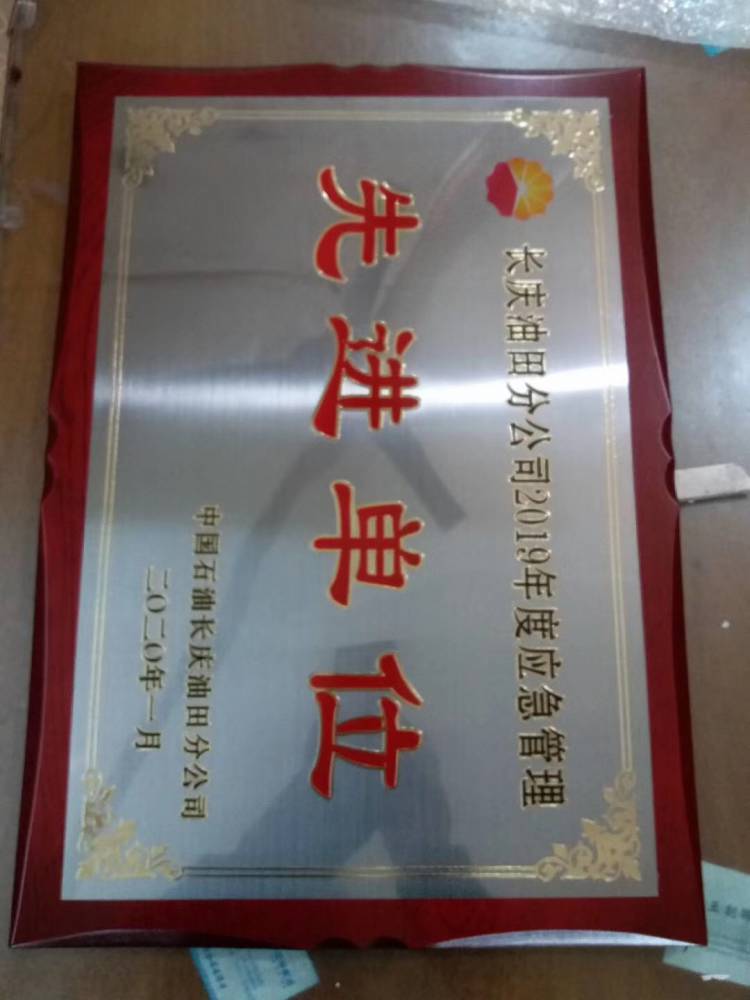 长庆油田分公司2019年度应急管理
先进单位
中国石油长庆油田分公司
二〇二〇年一月